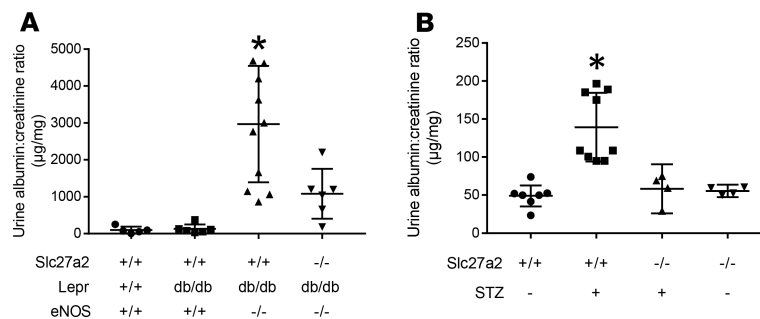 A
Urine albumin:creatinine ratio
(µg/mg)
5000
4000
3000
2000
1000
0
*
Slc27a2 +/+ +/+ +/+ -/-
Lepr +/+ db/db db/db db/db
eNOS +/+ +/+ -/- -/-
B
Urine albumin:creatinine ratio
(µg/mg)
250
200
150
100
50
0
*
Slc27a2 +/+ +/+ -/- -/-
STZ - + + -